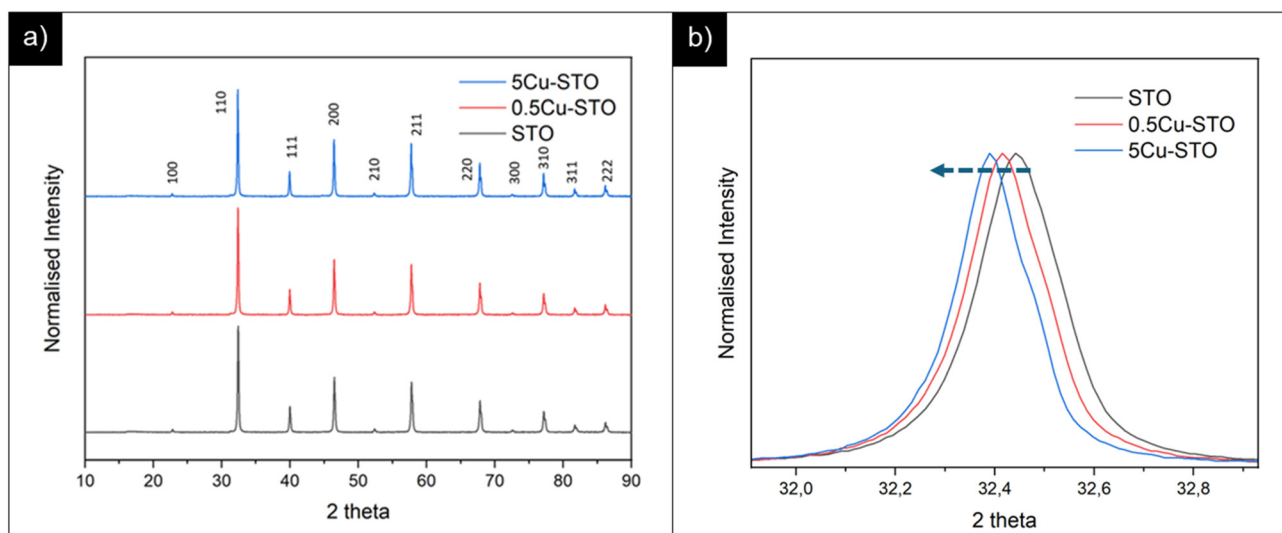 a)
5Cu-STO
0.5Cu-STO
STO
100
110
111
200
210
211
220
300
310
311
222
Normalised Intensity
10 20 30 40 50 60 70 80 90
2 theta
b)
STO
0.5Cu-STO
5Cu-STO
Normalised Intensity
32,0 32,2 32,4 32,6 32,8
2 theta